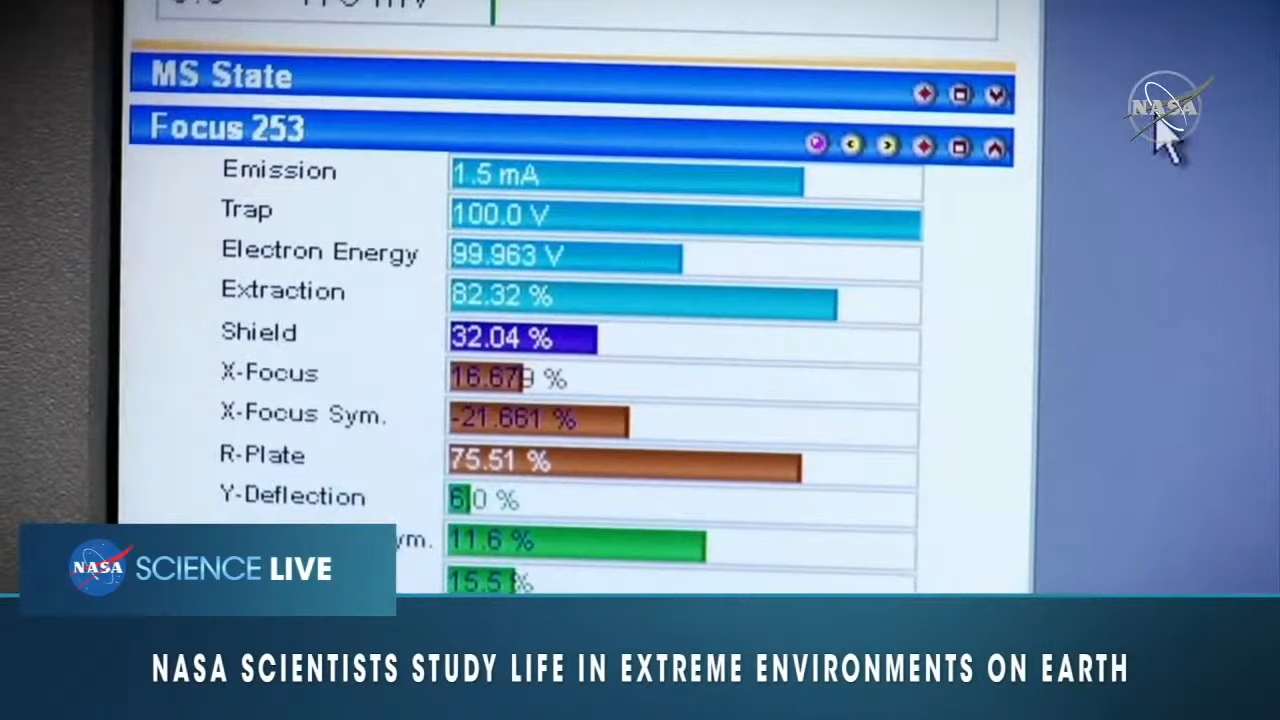 MS State
Focus 253
Emission 1.5 mA
Trap 100.0 V
Electron Energy 99.963 V
Extraction 82.32 %
Shield 32.04 %
X-Focus 16.679 %
X-Focus Sym. -21.661 %
R-Plate 75.51 %
Y-Deflection 6.0 %
ym. 11.6 %
15.5 %
NASA
NASA SCIENCE LIVE
NASA SCIENTISTS STUDY LIFE IN EXTREME ENVIRONMENTS ON EARTH